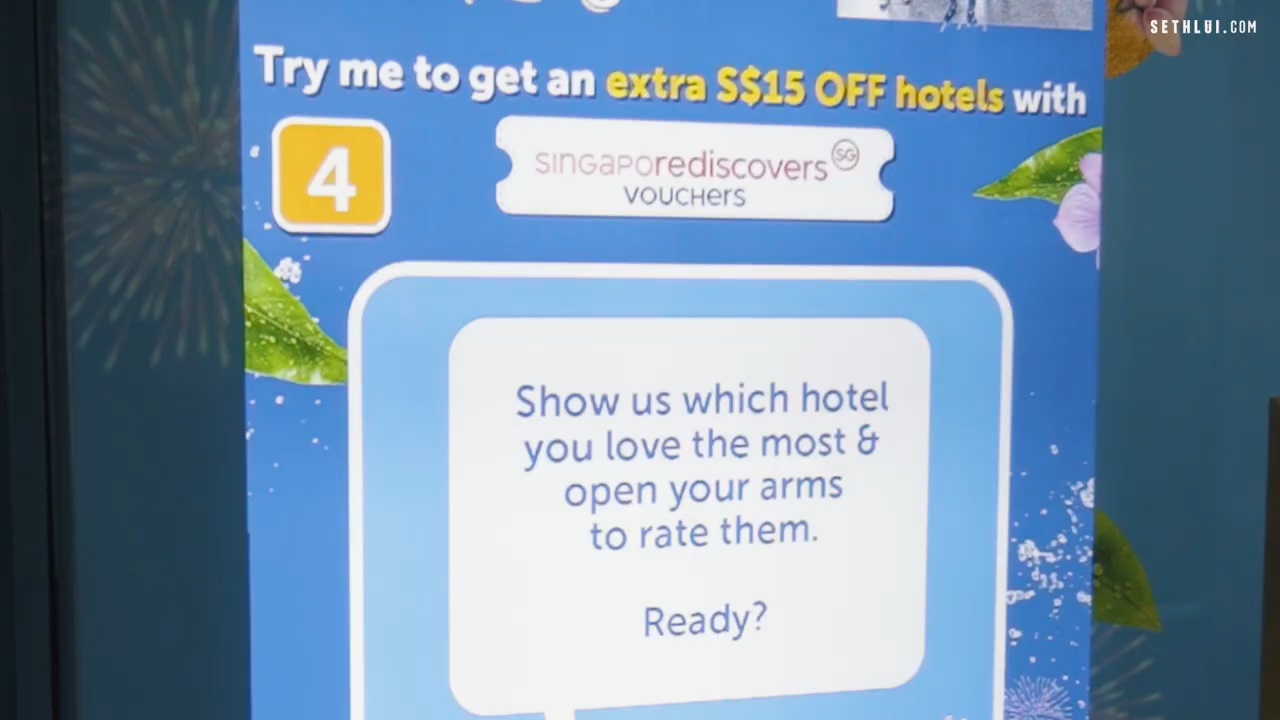 SETHLUI.COM
Try me to get an extra S$15 OFF hotels with
4
SINGAPOREdiscovers SG
VOUCHERS
Show us which hotel
you love the most &
open your arms
to rate them.
Ready?